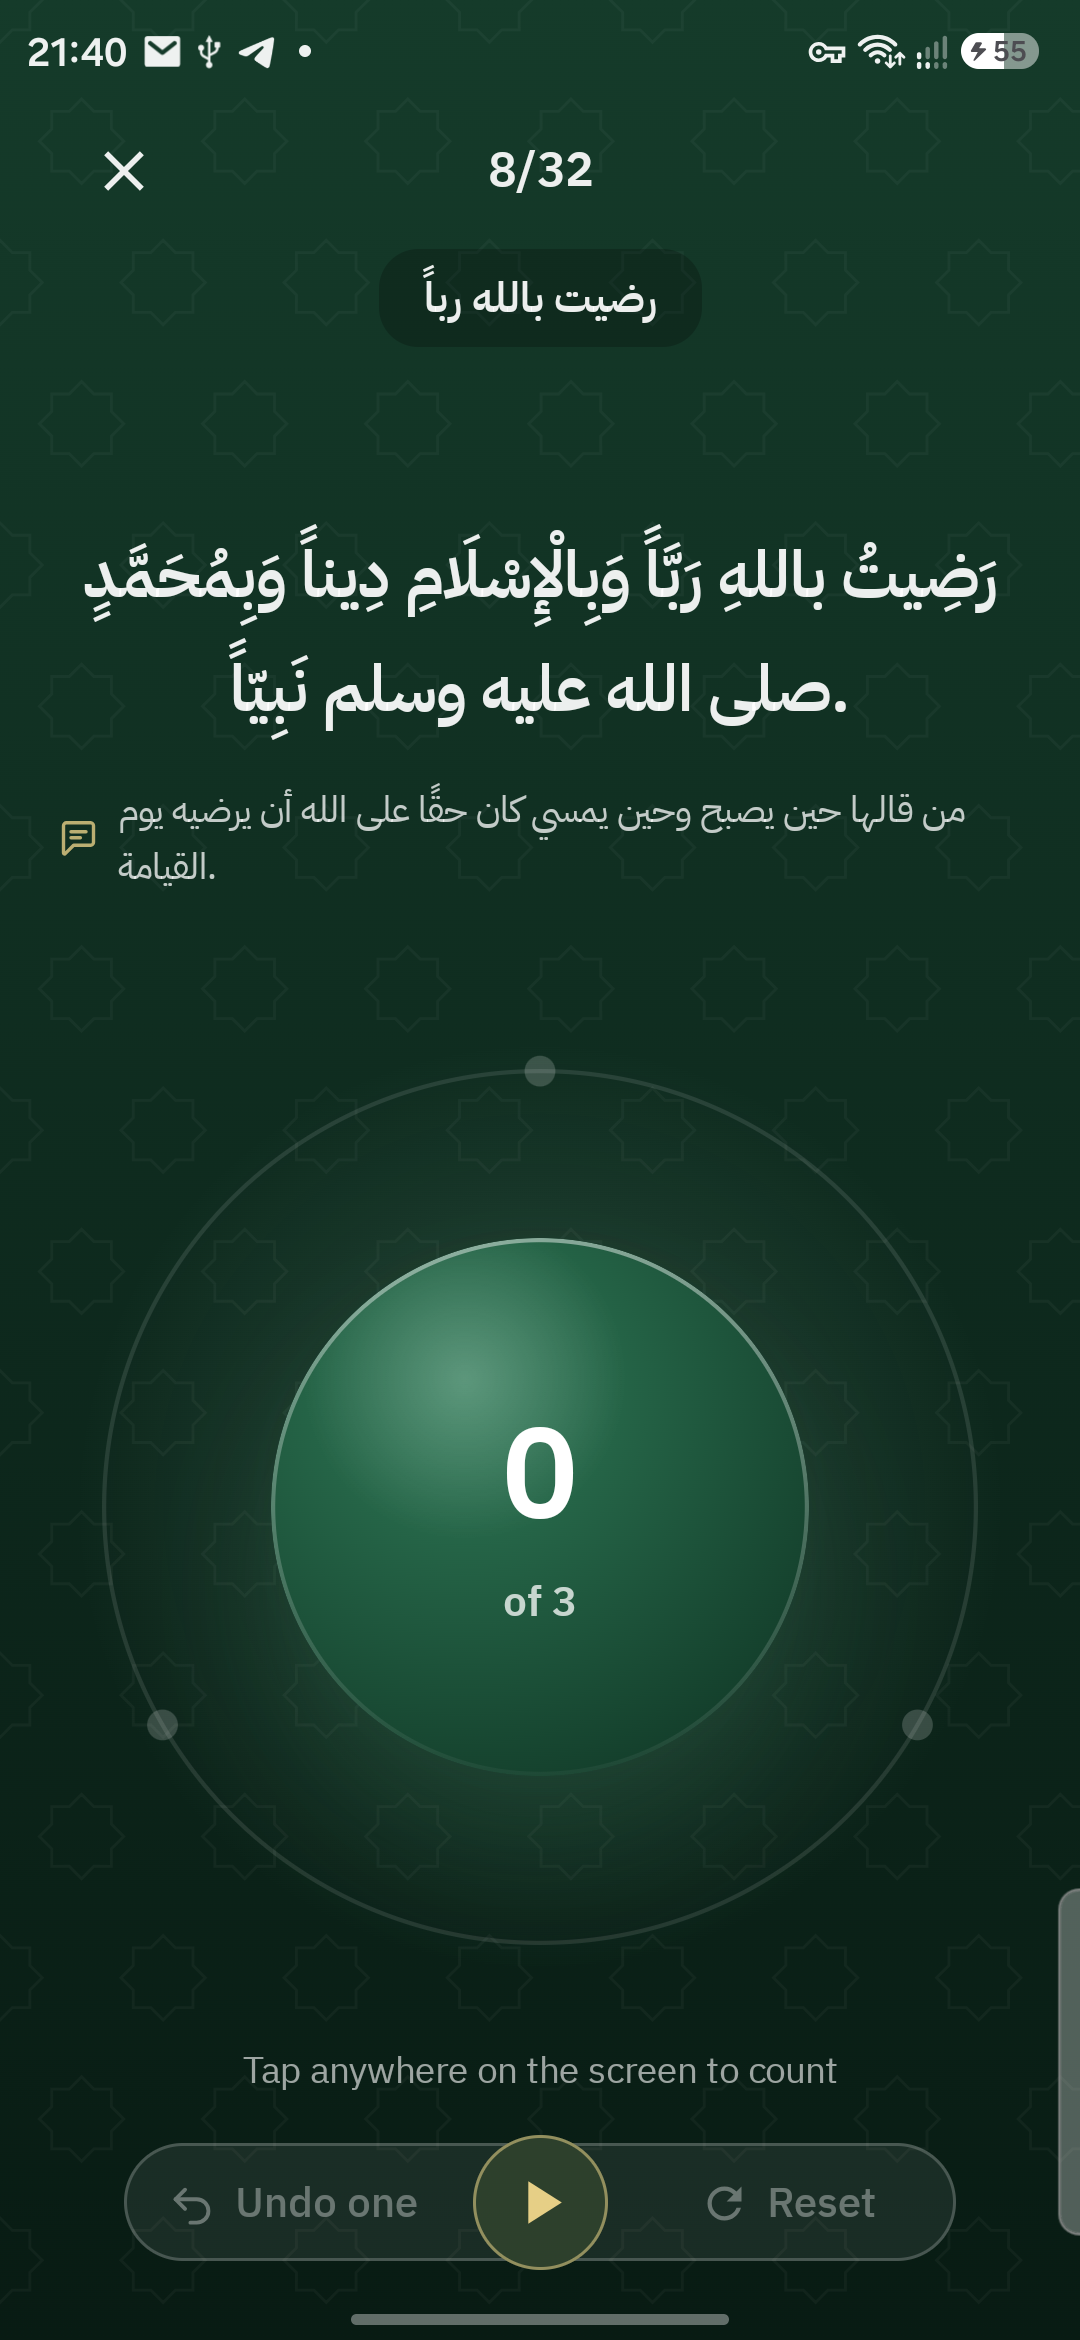 21:40
55
8/32
رضيت بالله رباً
رَضِيتُ باللهِ رَبَّاً وَبِالْإِسْلَامِ دِيناً وَبِمُحَمَّدٍ
صلى الله عليه وسلم نَبِيّاً.
من قالها حين يصبح وحين يمسي كان حقًا على الله أن يرضيه يوم
القيامة.
0
of 3
Tap anywhere on the screen to count
Undo one
Reset